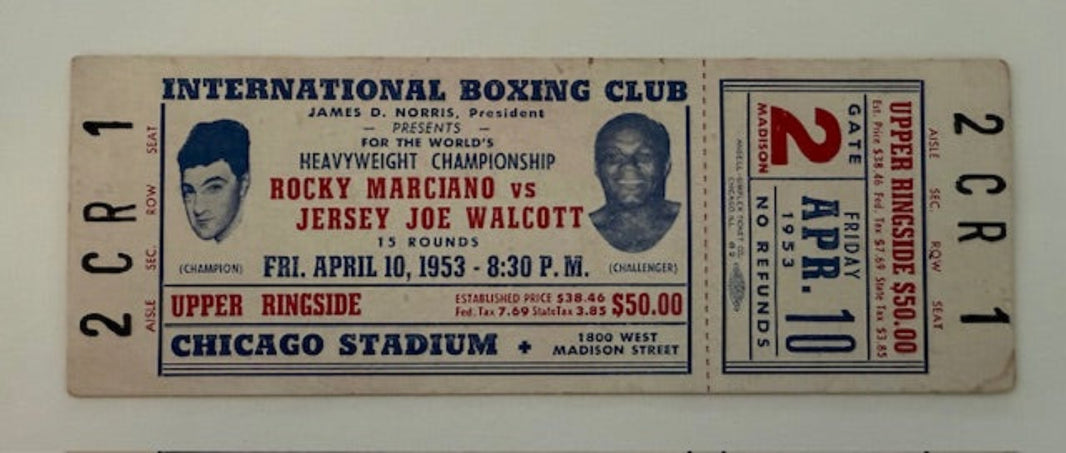 2 C R 1
AISLE SEC. ROW SEAT
INTERNATIONAL BOXING CLUB
JAMES D. NORRIS, President
— PRESENTS —
FOR THE WORLD'S
HEAVYWEIGHT CHAMPIONSHIP
ROCKY MARCIANO vs
JERSEY JOE WALCOTT
15 ROUNDS
(CHAMPION) FRI. APRIL 10, 1953 - 8:30 P.M. (CHALLENGER)
UPPER RINGSIDE
ESTABLISHED PRICE $38.46
Fed. Tax 7.69 State Tax 3.85
$50.00
CHICAGO STADIUM +
1800 WEST
MADISON STREET
2 C R 1
AISLE SEC. ROW SEAT
UPPER RINGSIDE $50.00
Est. Price $38.46 Fed. Tax $7.69 State Tax $3.85
GATE
2
MADISON
FRIDAY
APR. 10
1953
NO REFUNDS
CHICAGO, ILL.